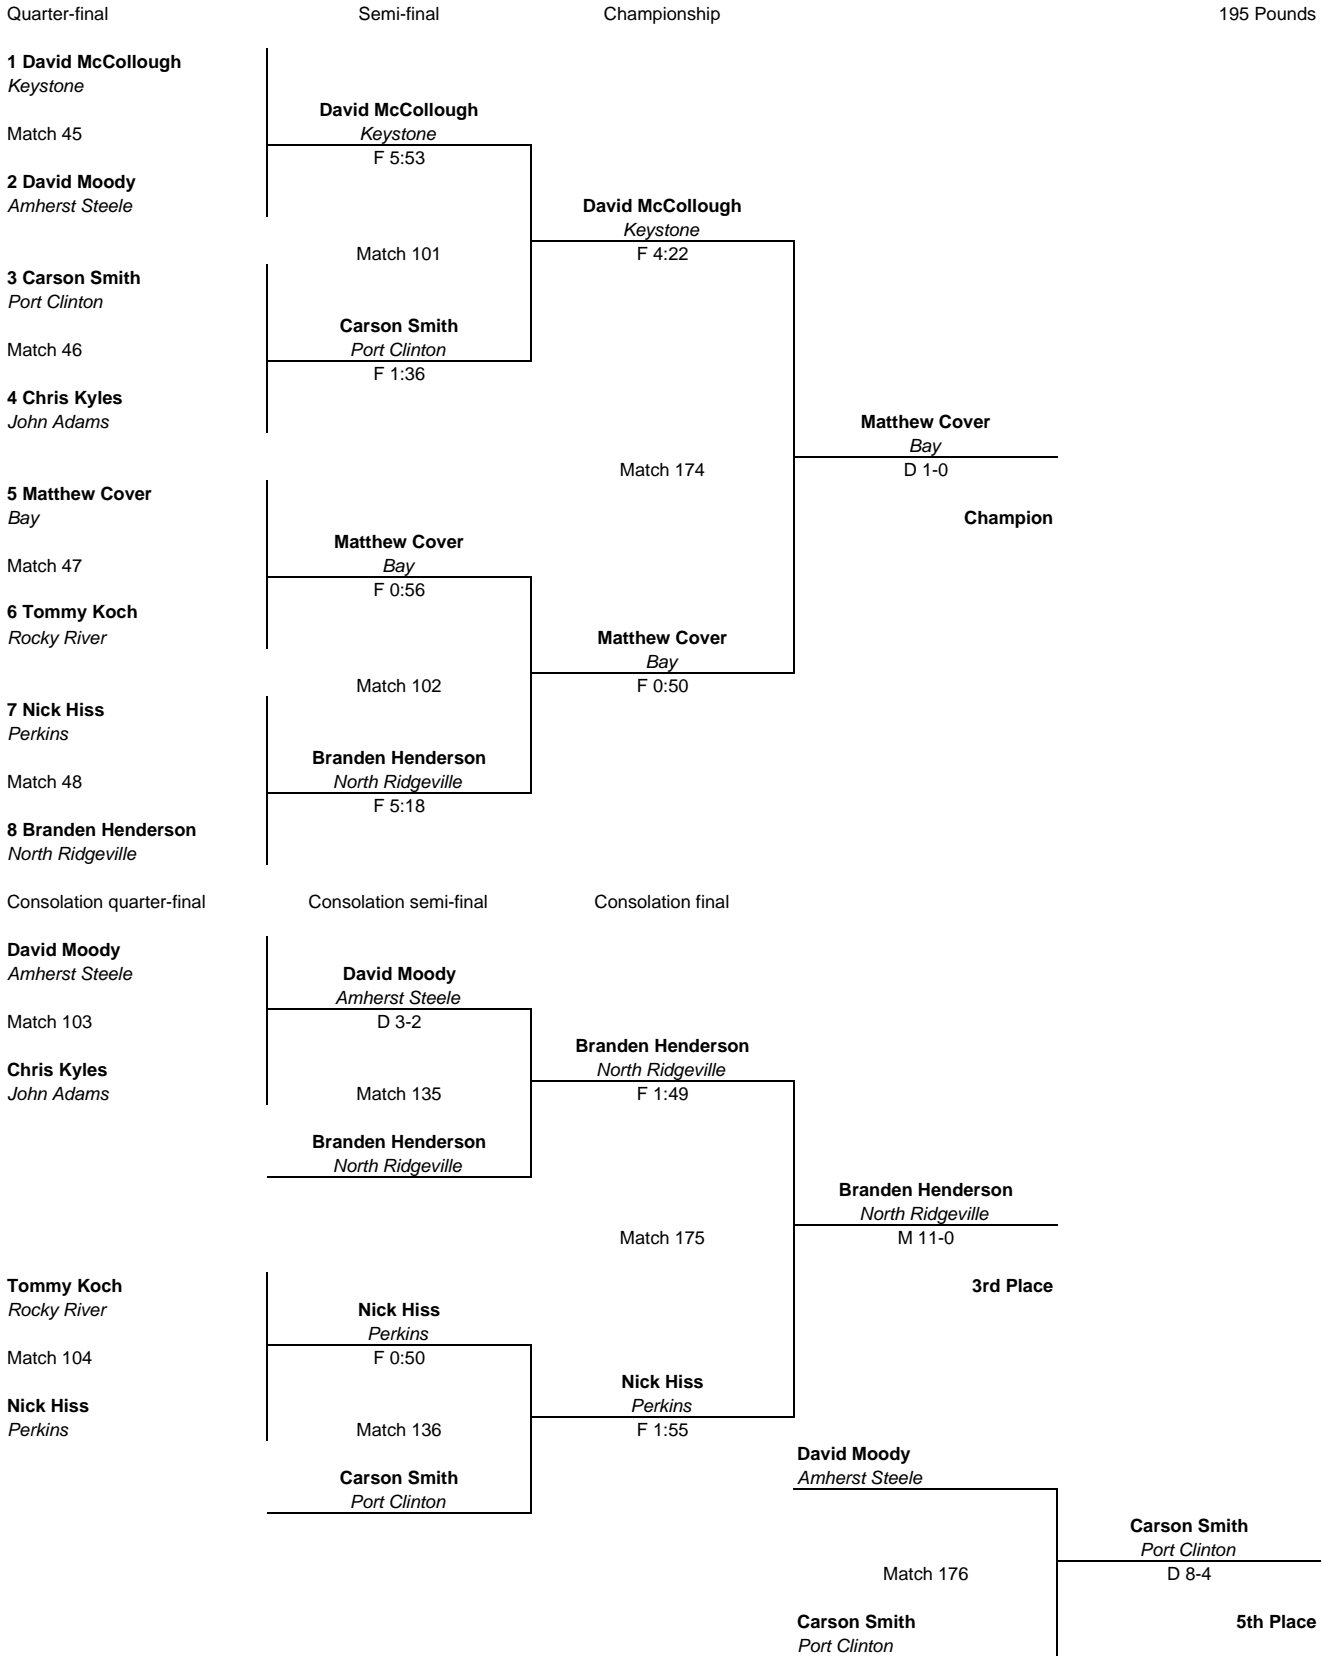 Quarter-final
Semi-final
Championship
195 Pounds
1 David McCollough
Keystone
David McCollough
Match 45
Keystone
F 5:53
2 David Moody
Amherst Steele
David McCollough
Keystone
Match 101
F 4:22
3 Carson Smith
Port Clinton
Carson Smith
Match 46
Port Clinton
F 1:36
4 Chris Kyles
John Adams
Matthew Cover
Bay
Match 174
D 1-0
5 Matthew Cover
Bay
Champion
Matthew Cover
Match 47
Bay
F 0:56
6 Tommy Koch
Rocky River
Matthew Cover
Bay
Match 102
F 0:50
7 Nick Hiss
Perkins
Branden Henderson
Match 48
North Ridgeville
F 5:18
8 Branden Henderson
North Ridgeville
Consolation quarter-final
Consolation semi-final
Consolation final
David Moody
Amherst Steele
David Moody
Amherst Steele
Match 103
D 3-2
Branden Henderson
Chris Kyles
North Ridgeville
John Adams
Match 135
F 1:49
Branden Henderson
North Ridgeville
Branden Henderson
North Ridgeville
Match 175
M 11-0
Tommy Koch
3rd Place
Rocky River
Nick Hiss
Perkins
Match 104
F 0:50
Nick Hiss
Nick Hiss
Perkins
Perkins
Match 136
F 1:55
David Moody
Carson Smith
Amherst Steele
Port Clinton
Carson Smith
Port Clinton
Match 176
D 8-4
Carson Smith
5th Place
Port Clinton